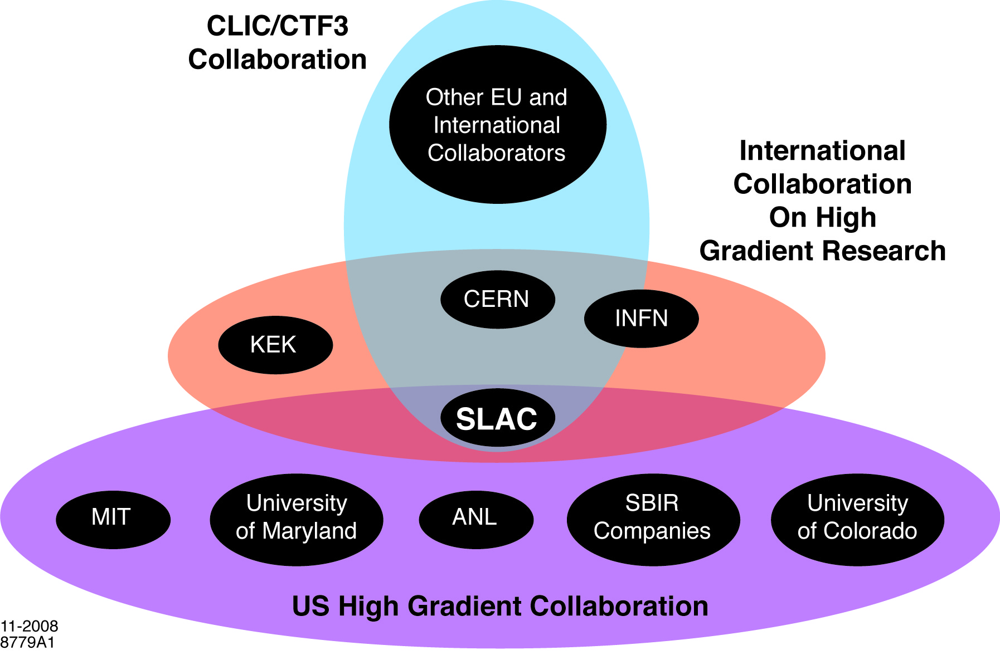 CLIC/CTF3
Collaboration
Other EU and
International
Collaborators
International
Collaboration
On High
Gradient Research
CERN
INFN
KEK
SLAC
MIT
University
of Maryland
ANL
SBIR
Companies
University
of Colorado
US High Gradient Collaboration
11-2008
8779A1